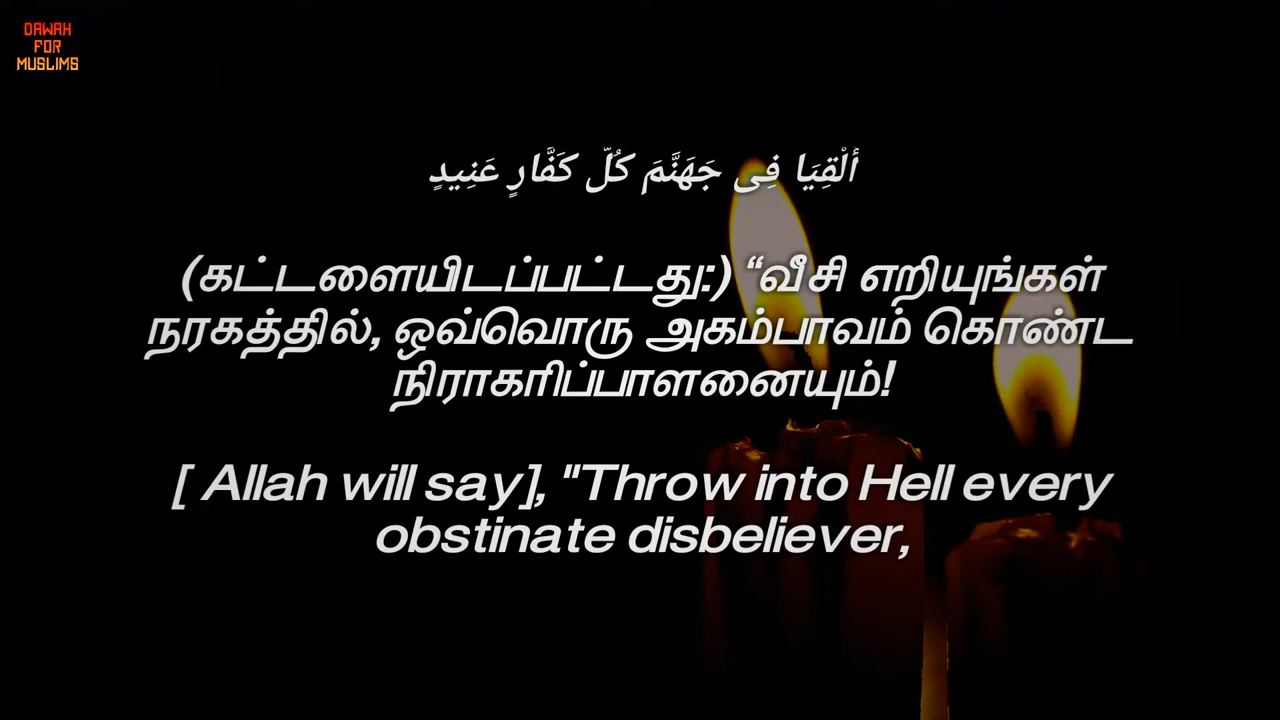 DAWAH
FOR
MUSLIMS
أَلْقِيَا فِى جَهَنَّمَ كُلَّ كَفَّارٍ عَنِيدٍ
(கட்டளையிடப்பட்டது:) “வீசி எறியுங்கள்
நரகத்தில், ஒவ்வொரு அகம்பாவம் கொண்ட
நிராகரிப்பாளனையும்!
[ Allah will say], "Throw into Hell every
obstinate disbeliever,